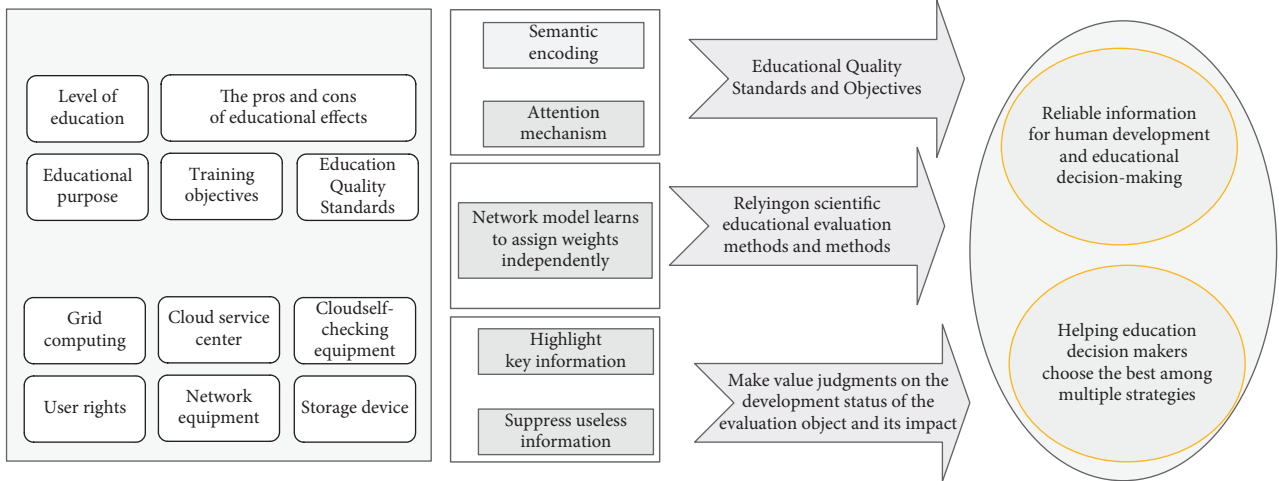 Level of
education
The pros and cons
of educational effects
Educational
purpose
Training
objectives
Education
Quality
Standards
Grid
computing
Cloud service
center
Cloudself-
checking
equipment
User rights
Network
equipment
Storage device
Semantic
encoding
Attention
mechanism
Network model learns
to assign weights
independently
Highlight
key information
Suppress useless
information
Educational Quality
Standards and Objectives
Relyingon scientific
educational evaluation
methods and methods
Make value judgments on the
development status of the
evaluation object and its impact
Reliable information
for human development
and educational
decision-making
Helping education
decision makers
choose the best among
multiple strategies